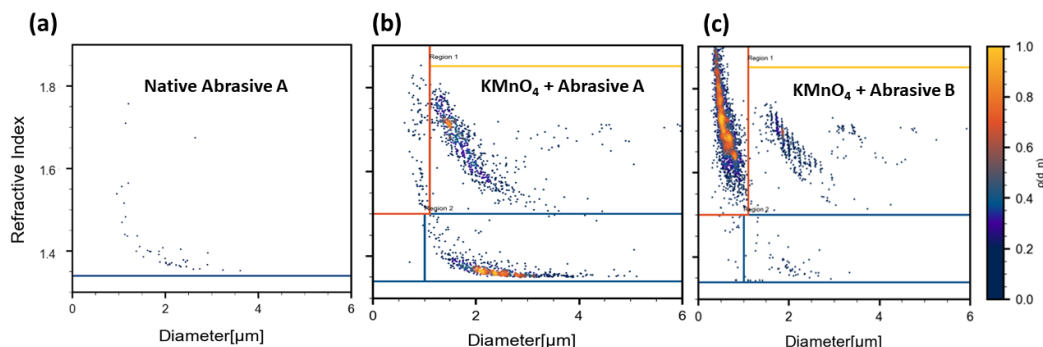 (a)
(b)
(c)
Native Abrasive A
KMnO₄ + Abrasive A
KMnO₄ + Abrasive B
Region 1
Region 1
Region 2
Region 2
Refractive Index
1.8
1.6
1.4
0 2 4 6
0 2 4 6
0 2 4 6
Diameter[µm]
Diameter[µm]
Diameter[µm]
1.0
0.8
0.6
0.4
0.2
0.0
ρ(d,n)